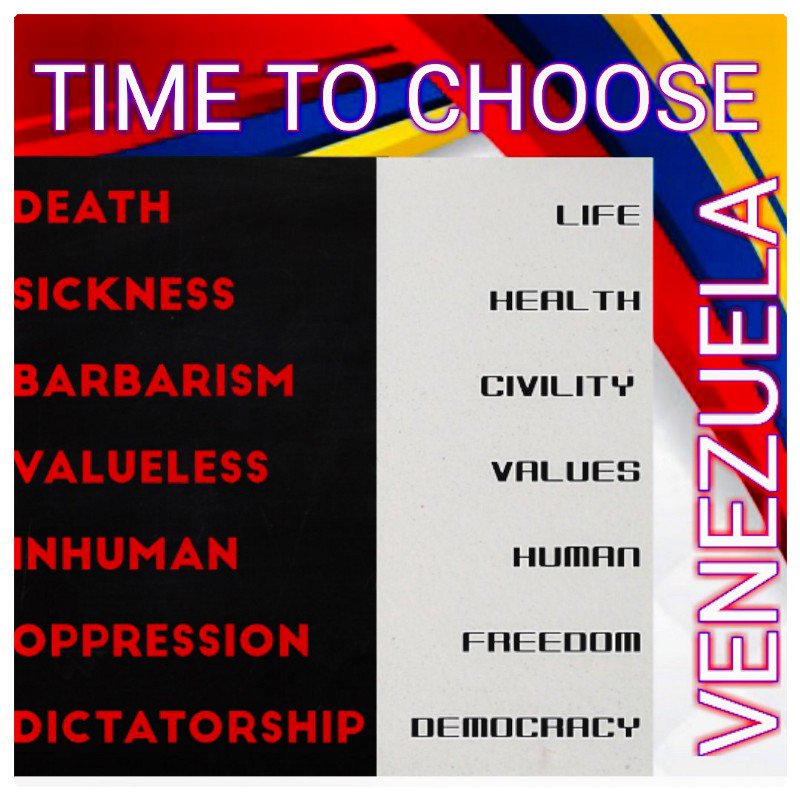 TIME TO CHOOSE
DEATH
LIFE
SICKNESS
HEALTH
BARBARISM
CIVILITY
VALUELESS
VALUES
INHUMAN
HUMAN
OPPRESSION
FREEDOM
DICTATORSHIP
DEMOCRACY
VENEZUELA